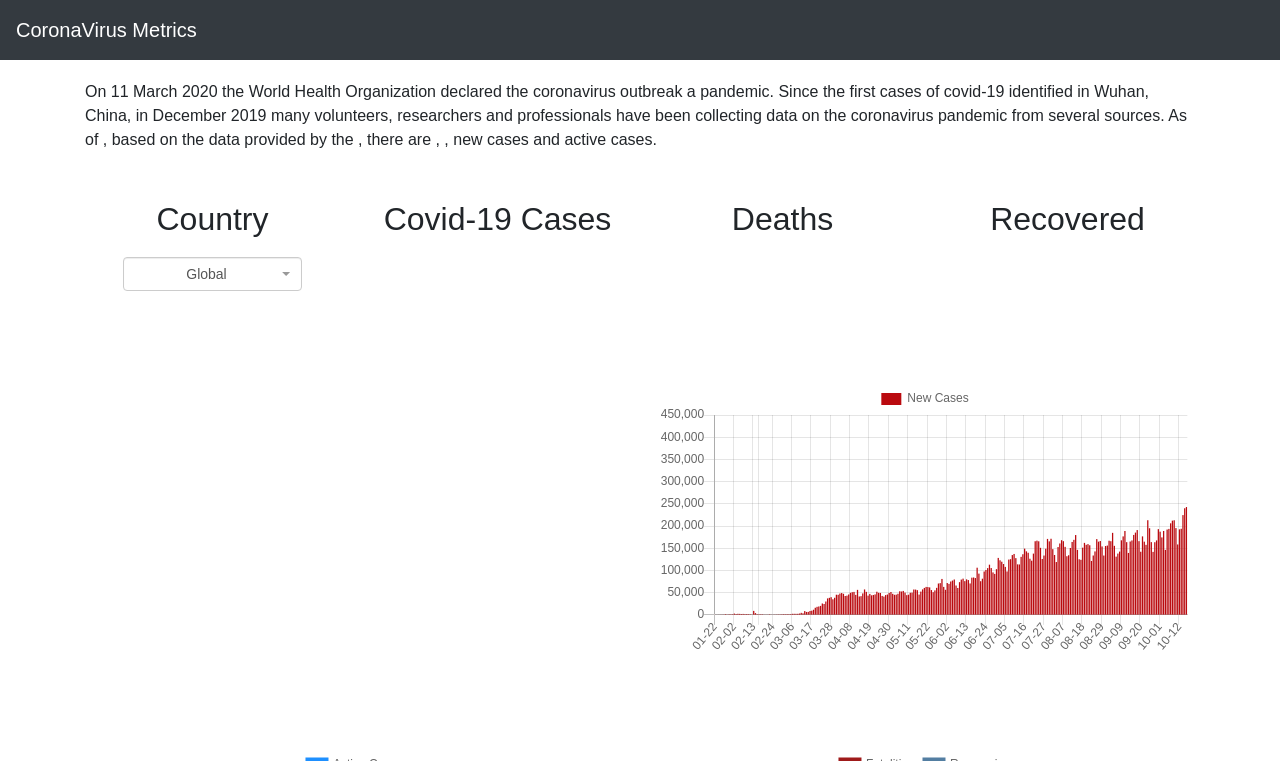 CoronaVirus Metrics
On 11 March 2020 the World Health Organization declared the coronavirus outbreak a pandemic. Since the first cases of covid-19 identified in Wuhan,
China, in December 2019 many volunteers, researchers and professionals have been collecting data on the coronavirus pandemic from several sources. As
of , based on the data provided by the , there are , , new cases and active cases.
Country Covid-19 Cases Deaths Recovered
Global
New Cases
450,000
400,000
350,000
300,000
250,000
200,000
150,000
100,000
50,000
0
01-22 02-02 02-13 02-24 03-06 03-17 03-28 04-08 04-19 04-30 05-11 05-22 06-02 06-13 06-24 07-05 07-16 07-27 08-07 08-18 08-29 09-09 09-20 10-01 10-12